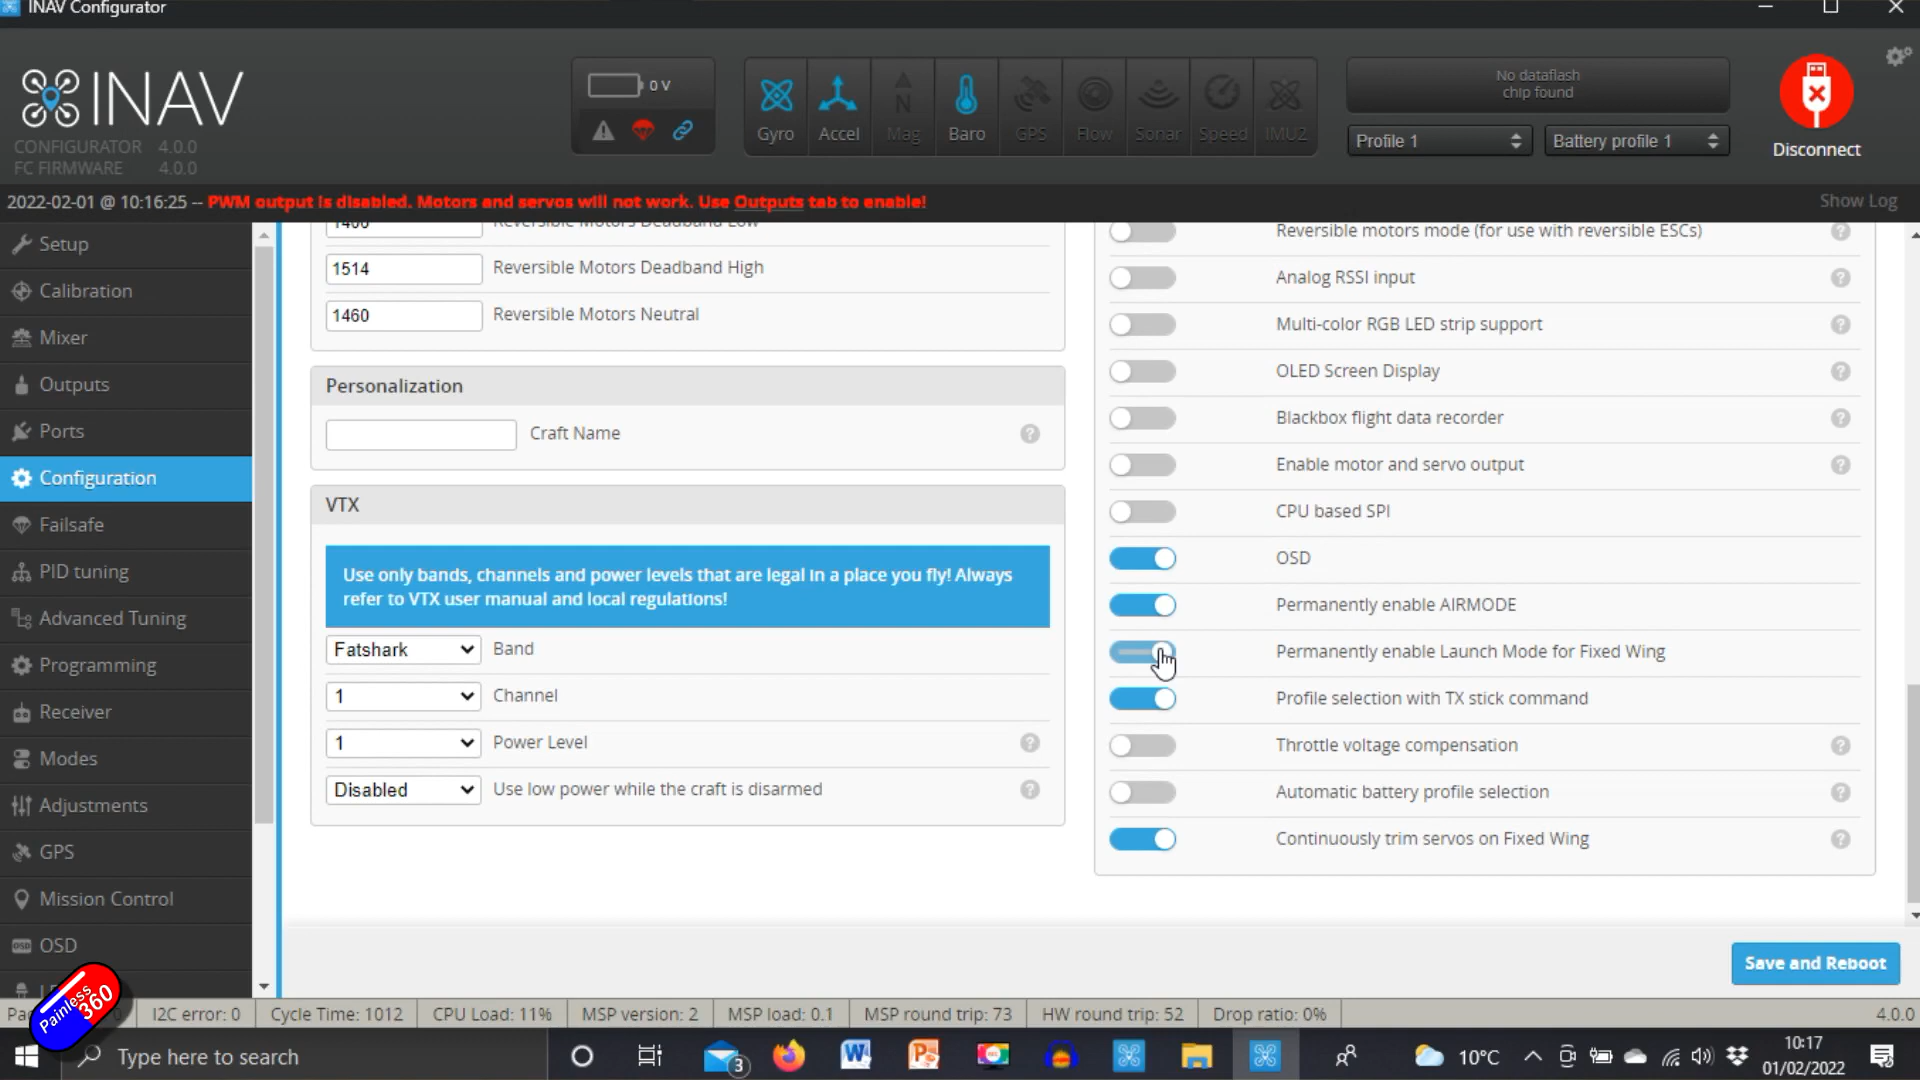 INAV Configurator
INAV
CONFIGURATOR 4.0.0
FC FIRMWARE 4.0.0
0 V
Gyro
Accel
Mag
Baro
GPS
Flow
Sonar
Speed
IMU2
No dataflash
chip found
Profile 1
Battery profile 1
Disconnect
2022-02-01 @ 10:16:25 -- PWM output is disabled. Motors and servos will not work. Use Outputs tab to enable!
Show Log
Setup
Calibration
Mixer
Outputs
Ports
Configuration
Failsafe
PID tuning
Advanced Tuning
Programming
Receiver
Modes
Adjustments
GPS
Mission Control
OSD
Reversible Motors Deadband Low
1514 Reversible Motors Deadband High
1460 Reversible Motors Neutral
Personalization
Craft Name
VTX
Use only bands, channels and power levels that are legal in a place you fly! Always
refer to VTX user manual and local regulations!
Fatshark Band
1 Channel
1 Power Level
Disabled Use low power while the craft is disarmed
Reversible motors mode (for use with reversible ESCs)
Analog RSSI input
Multi-color RGB LED strip support
OLED Screen Display
Blackbox flight data recorder
Enable motor and servo output
CPU based SPI
OSD
Permanently enable AIRMODE
Permanently enable Launch Mode for Fixed Wing
Profile selection with TX stick command
Throttle voltage compensation
Automatic battery profile selection
Continuously trim servos on Fixed Wing
Save and Reboot
Painless360
I2C error: 0
Cycle Time: 1012
CPU Load: 11%
MSP version: 2
MSP load: 0.1
MSP round trip: 73
HW round trip: 52
Drop ratio: 0%
4.0.0
Type here to search
3
10°C
10:17
01/02/2022